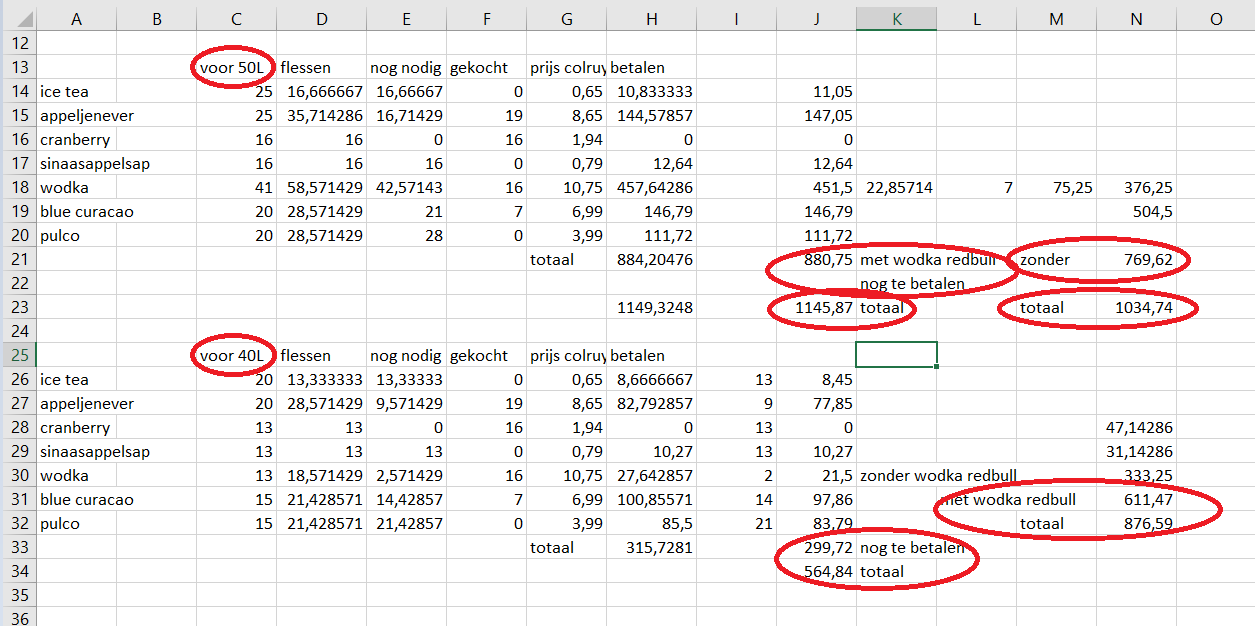 A B C D E F G H I J K L M N O
12
13 voor 50L flessen nog nodig gekocht prijs colruy betalen
14 ice tea 25 16,666667 16,66667 0 0,65 10,833333 11,05
15 appeljenever 25 35,714286 16,71429 19 8,65 144,57857 147,05
16 cranberry 16 16 0 16 1,94 0 0
17 sinaasappelsap 16 16 16 0 0,79 12,64 12,64
18 wodka 41 58,571429 42,57143 16 10,75 457,64286 451,5 22,85714 7 75,25 376,25
19 blue curacao 20 28,571429 21 7 6,99 146,79 146,79 504,5
20 pulco 20 28,571429 28 0 3,99 111,72 111,72
21 totaal 884,20476 880,75 met wodka redbull zonder 769,62
22 nog te betalen
23 1149,3248 1145,87 totaal totaal 1034,74
24
25 voor 40L flessen nog nodig gekocht prijs colruy betalen
26 ice tea 20 13,333333 13,33333 0 0,65 8,6666667 13 8,45
27 appeljenever 20 28,571429 9,571429 19 8,65 82,792857 9 77,85
28 cranberry 13 13 0 16 1,94 0 13 0 47,14286
29 sinaasappelsap 13 13 13 0 0,79 10,27 13 10,27 31,14286
30 wodka 13 18,571429 2,571429 16 10,75 27,642857 2 21,5 zonder wodka redbull 333,25
31 blue curacao 15 21,428571 14,42857 7 6,99 100,85571 14 97,86 met wodka redbull 611,47
32 pulco 15 21,428571 21,42857 0 3,99 85,5 21 83,79 totaal 876,59
33 totaal 315,7281 299,72 nog te betalen
34 564,84 totaal
35
36